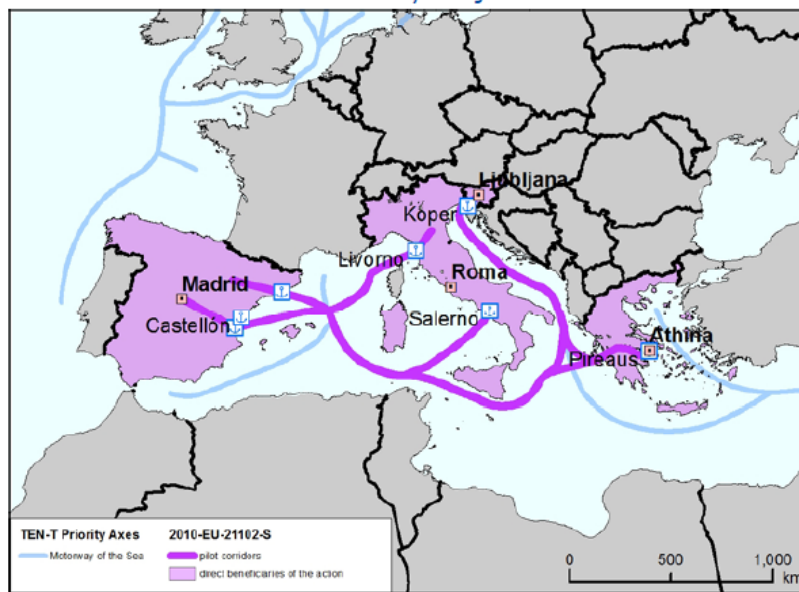 Ljubljana
Koper
Livorno
Roma
Madrid
Castellón
Salerno
Athina
Pireaus
TEN-T Priority Axes
Motorway of the Sea
2010-EU-21102-S
pilot corridors
direct beneficaries of the action
0 500 1,000
km